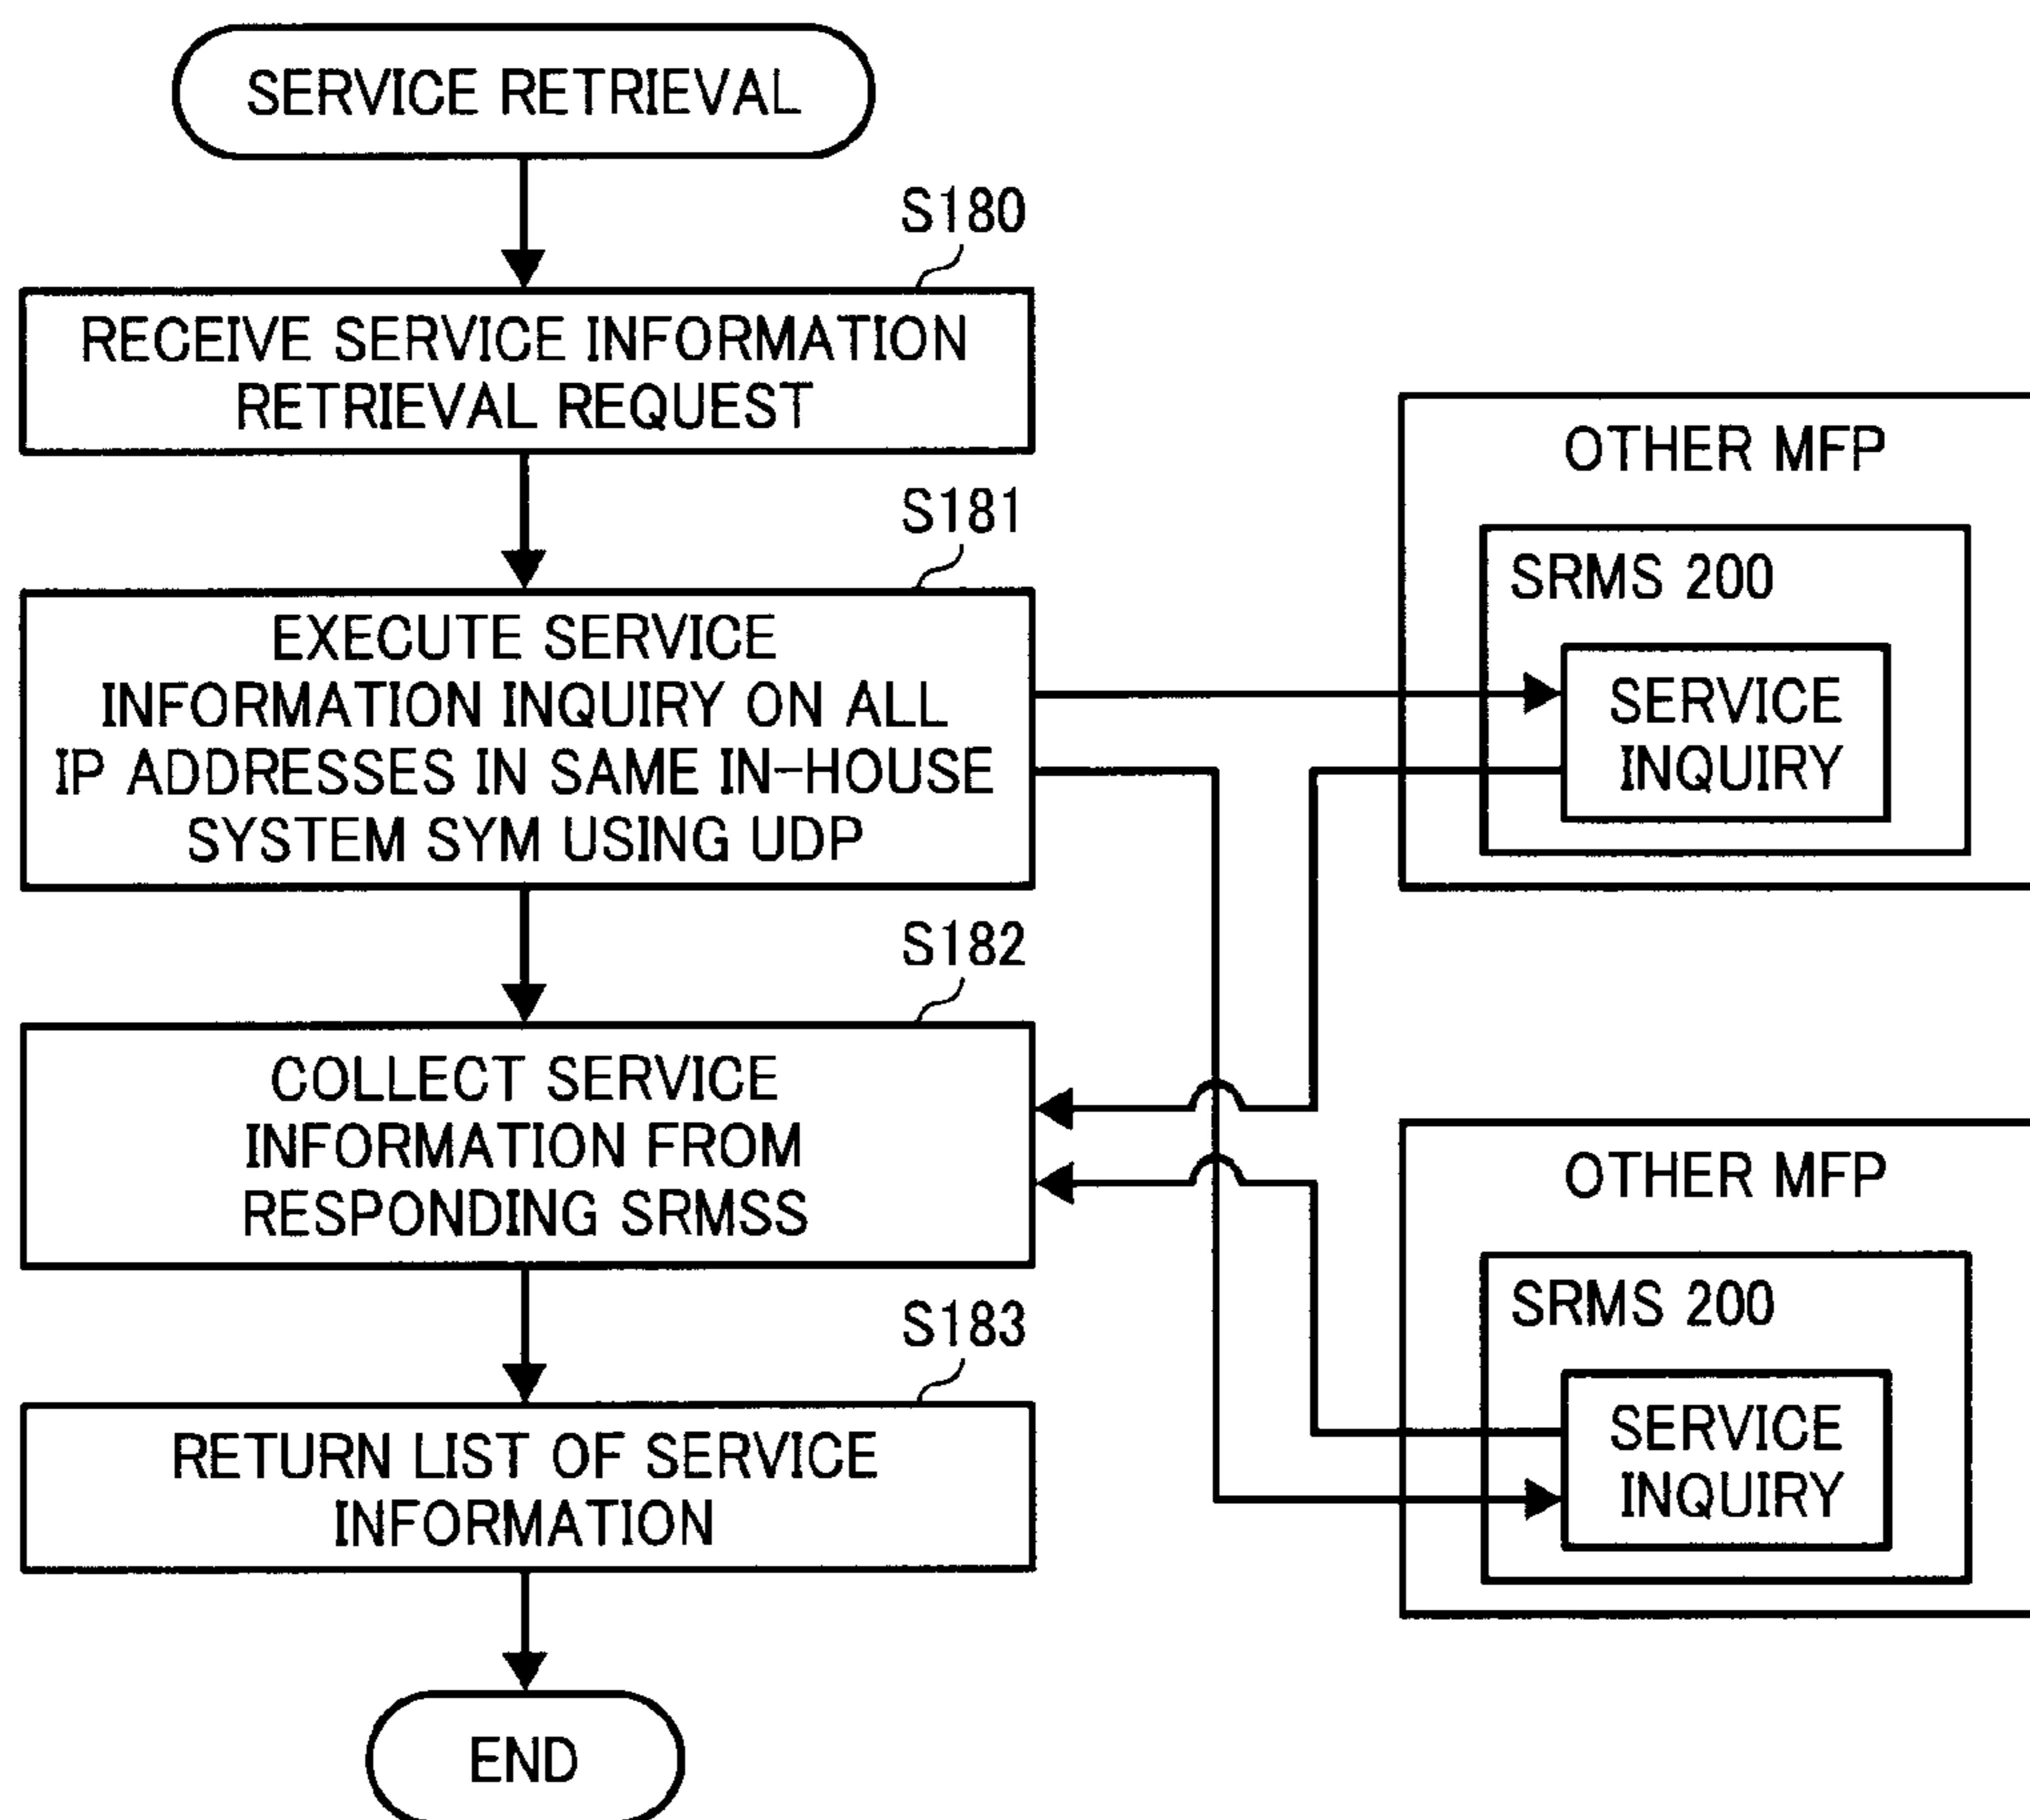 SERVICE RETRIEVAL
S180
RECEIVE SERVICE INFORMATION
RETRIEVAL REQUEST
S181
EXECUTE SERVICE
INFORMATION INQUIRY ON ALL
IP ADDRESSES IN SAME IN-HOUSE
SYSTEM SYM USING UDP
S182
COLLECT SERVICE
INFORMATION FROM
RESPONDING SRMSS
S183
RETURN LIST OF SERVICE
INFORMATION
END
OTHER MFP
SRMS 200
SERVICE
INQUIRY
OTHER MFP
SRMS 200
SERVICE
INQUIRY